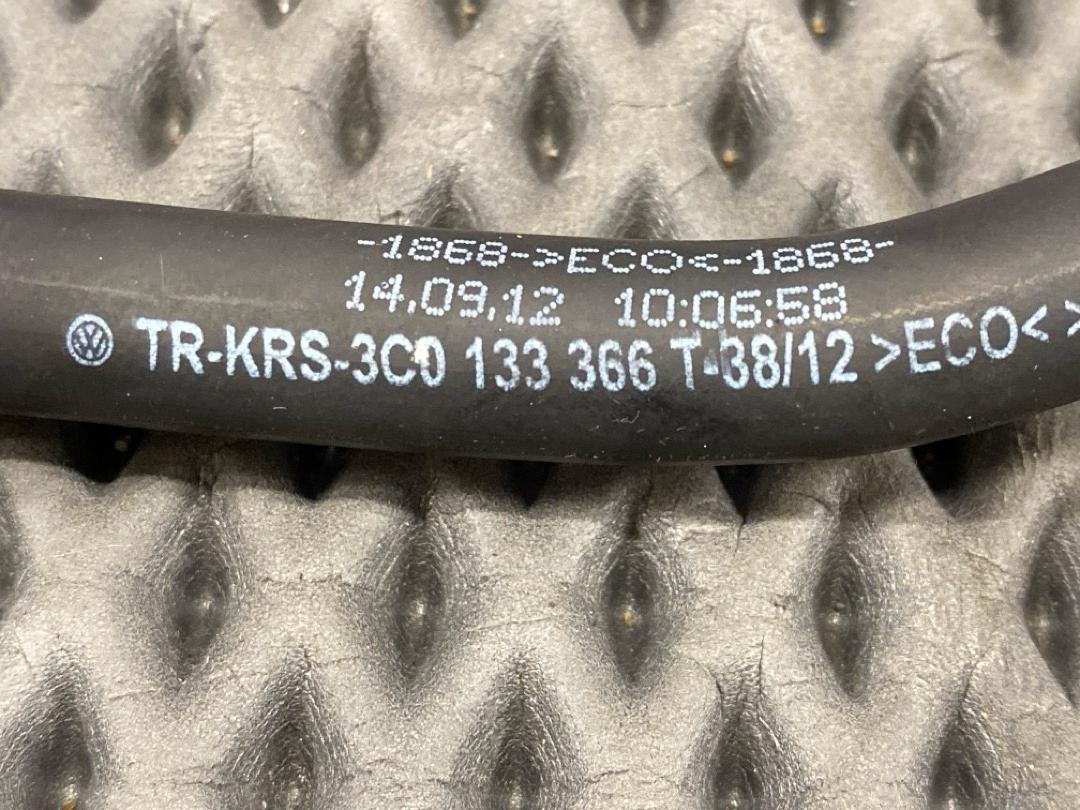 -1868->ECO<-1868-
14.09.12 10:06:58
TR-KRS-3C0 133 366 T-38/12 >ECO< >